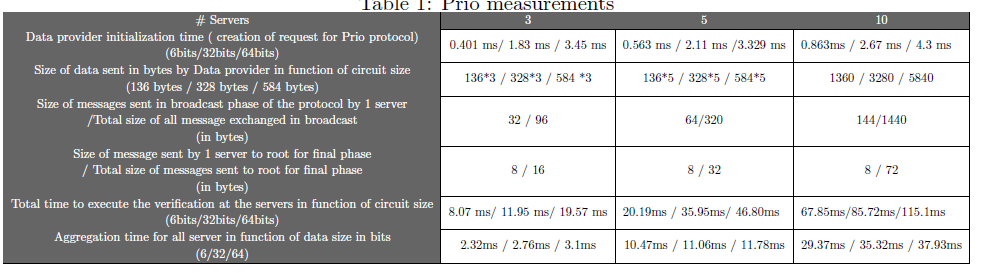 Table 1: Prio measurements
# Servers 3 5 10
Data provider initialization time ( creation of request for Prio protocol)
(6bits/32bits/64bits)
0.401 ms/ 1.83 ms / 3.45 ms 0.563 ms / 2.11 ms /3.329 ms 0.863ms / 2.67 ms / 4.3 ms
Size of data sent in bytes by Data provider in function of circuit size
(136 bytes / 328 bytes / 584 bytes)
136*3 / 328*3 / 584 *3 136*5 / 328*5 / 584*5 1360 / 3280 / 5840
Size of messages sent in broadcast phase of the protocol by 1 server
/Total size of all message exchanged in broadcast
(in bytes)
32 / 96 64/320 144/1440
Size of message sent by 1 server to root for final phase
/ Total size of messages sent to root for final phase
(in bytes)
8 / 16 8 / 32 8 / 72
Total time to execute the verification at the servers in function of circuit size
(6bits/32bits/64bits)
8.07 ms/ 11.95 ms/ 19.57 ms 20.19ms / 35.95ms/ 46.80ms 67.85ms/85.72ms/115.1ms
Aggregation time for all server in function of data size in bits
(6/32/64)
2.32ms / 2.76ms / 3.1ms 10.47ms / 11.06ms / 11.78ms 29.37ms / 35.32ms / 37.93ms